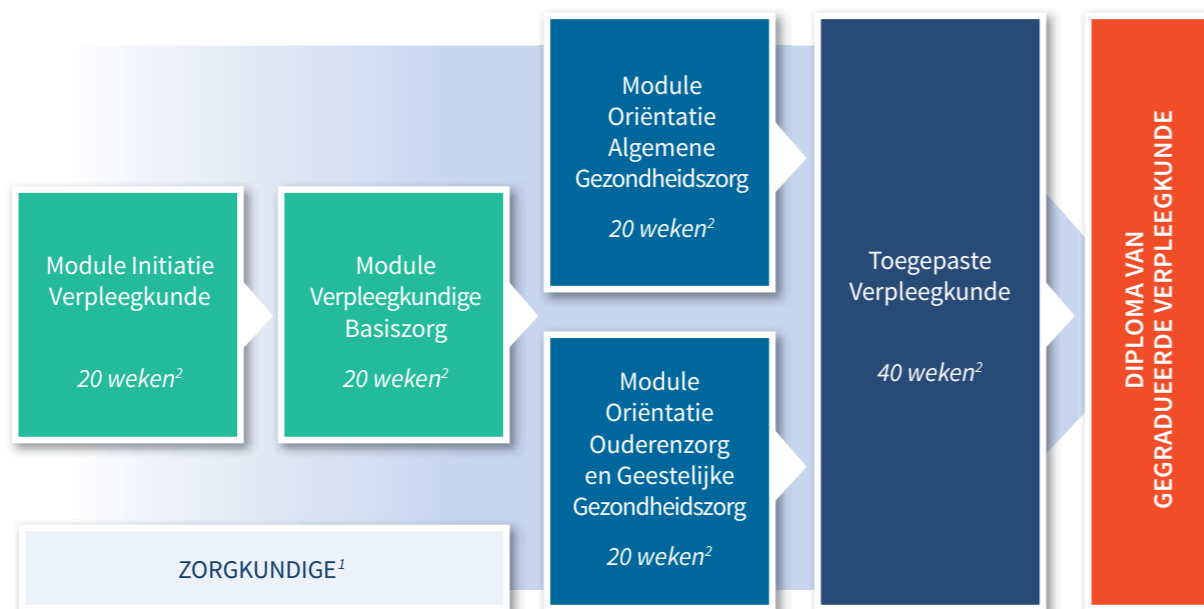 Module Initiatie
Verpleegkunde
20 weken²
Module
Verpleegkundige
Basiszorg
20 weken²
Module
Oriëntatie
Algemene
Gezondheidszorg
20 weken²
Module
Oriëntatie
Ouderenzorg
en Geestelijke
Gezondheidszorg
20 weken²
Toegepaste
Verpleegkunde
40 weken²
DIPLOMA VAN
GEGRADUEERDE VERPLEEGKUNDE
ZORGKUNDIGE¹